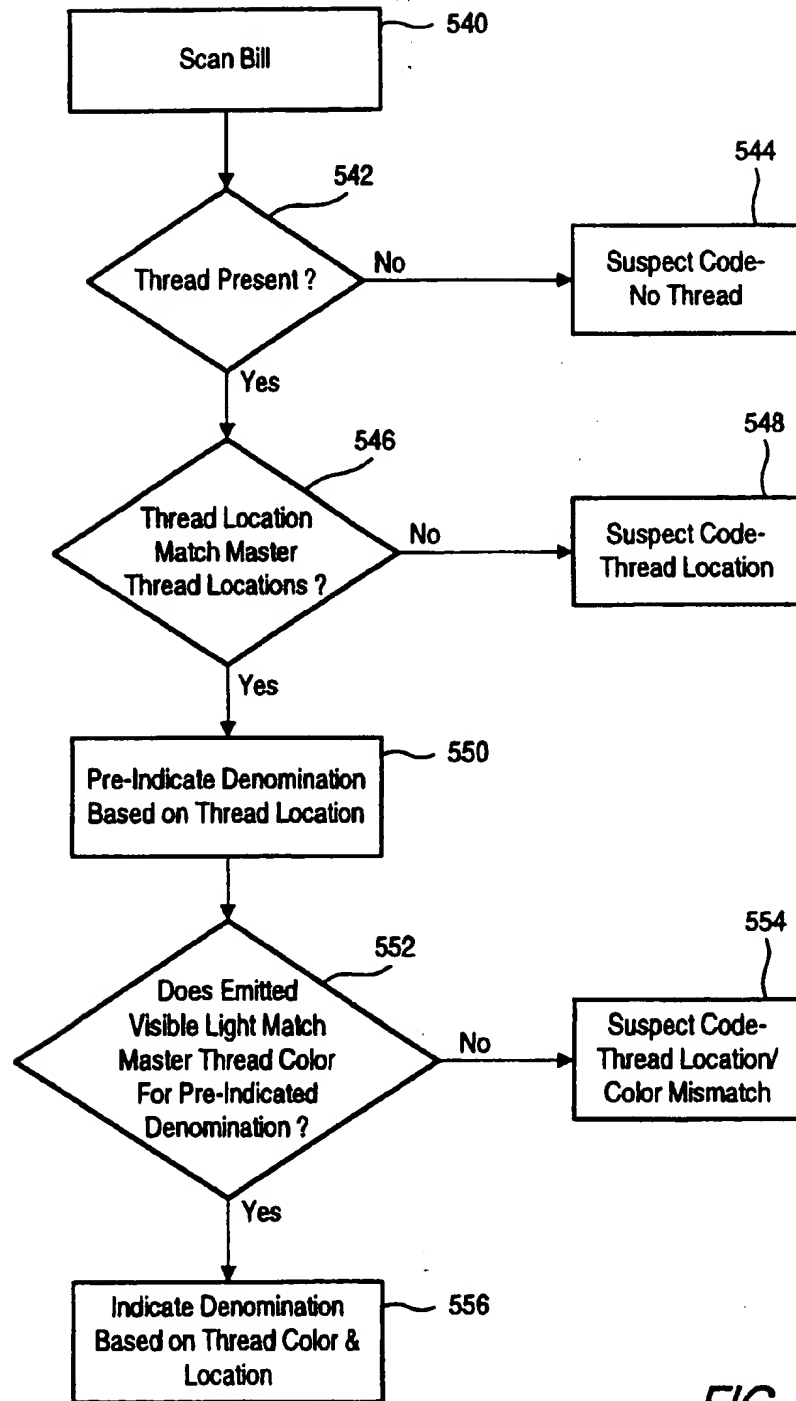 Scan Bill
540
542
Thread Present ?
No
544
Suspect Code-
No Thread
Yes
546
Thread Location
Match Master
Thread Locations ?
No
548
Suspect Code-
Thread Location
Yes
550
Pre-Indicate Denomination
Based on Thread Location
552
Does Emitted
Visible Light Match
Master Thread Color
For Pre-Indicated
Denomination ?
No
554
Suspect Code-
Thread Location/
Color Mismatch
Yes
Indicate Denomination
Based on Thread Color &
Location
556
FIG